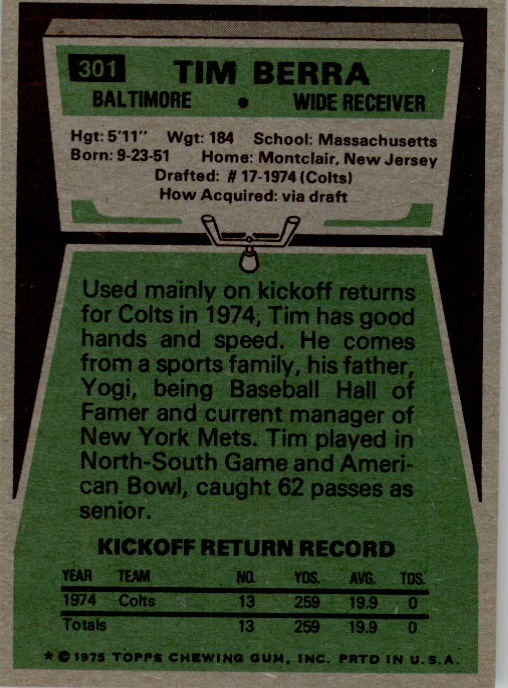 301 TIM BERRA
BALTIMORE • WIDE RECEIVER
Hgt: 5'11" Wgt: 184 School: Massachusetts
Born: 9-23-51 Home: Montclair, New Jersey
Drafted: #17-1974 (Colts)
How Acquired: via draft
Used mainly on kickoff returns
for Colts in 1974, Tim has good
hands and speed. He comes
from a sports family, his father,
Yogi, being Baseball Hall of
Famer and current manager of
New York Mets. Tim played in
North-South Game and Ameri-
can Bowl, caught 62 passes as
senior.
KICKOFF RETURN RECORD
YEAR TEAM NO. YDS. AVG. TDS.
1974 Colts 13 259 19.9 0
Totals 13 259 19.9 0
★ © 1975 TOPPS CHEWING GUM, INC. PRTD IN U.S.A.